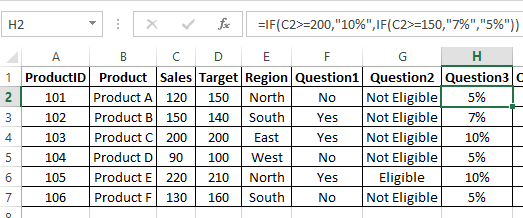 H2 fx =IF(C2>=200,"10%",IF(C2>=150,"7%","5%"))
A B C D E F G H
1 ProductID Product Sales Target Region Question1 Question2 Question3
2 101 Product A 120 150 North No Not Eligible 5%
3 102 Product B 150 140 South Yes Not Eligible 7%
4 103 Product C 200 200 East Yes Not Eligible 10%
5 104 Product D 90 100 West No Not Eligible 5%
6 105 Product E 220 210 North Yes Eligible 10%
7 106 Product F 130 160 South No Not Eligible 5%